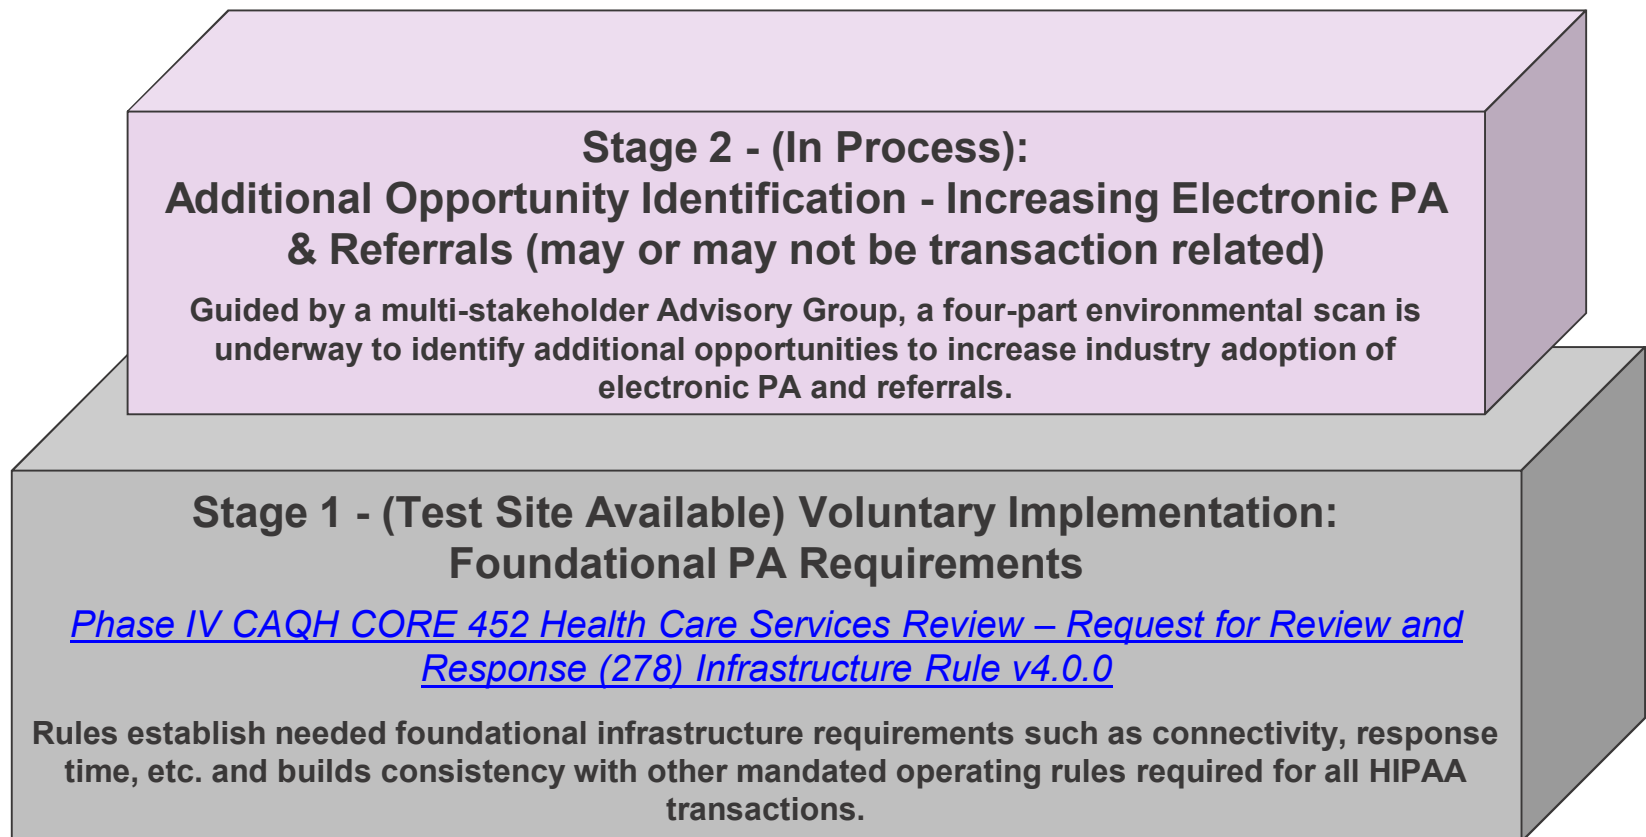 Stage 2 - (In Process):
Additional Opportunity Identification - Increasing Electronic PA
& Referrals (may or may not be transaction related)
Guided by a multi-stakeholder Advisory Group, a four-part environmental scan is
underway to identify additional opportunities to increase industry adoption of
electronic PA and referrals.
Stage 1 - (Test Site Available) Voluntary Implementation:
Foundational PA Requirements
Phase IV CAQH CORE 452 Health Care Services Review – Request for Review and
Response (278) Infrastructure Rule v4.0.0
Rules establish needed foundational infrastructure requirements such as connectivity, response
time, etc. and builds consistency with other mandated operating rules required for all HIPAA
transactions.